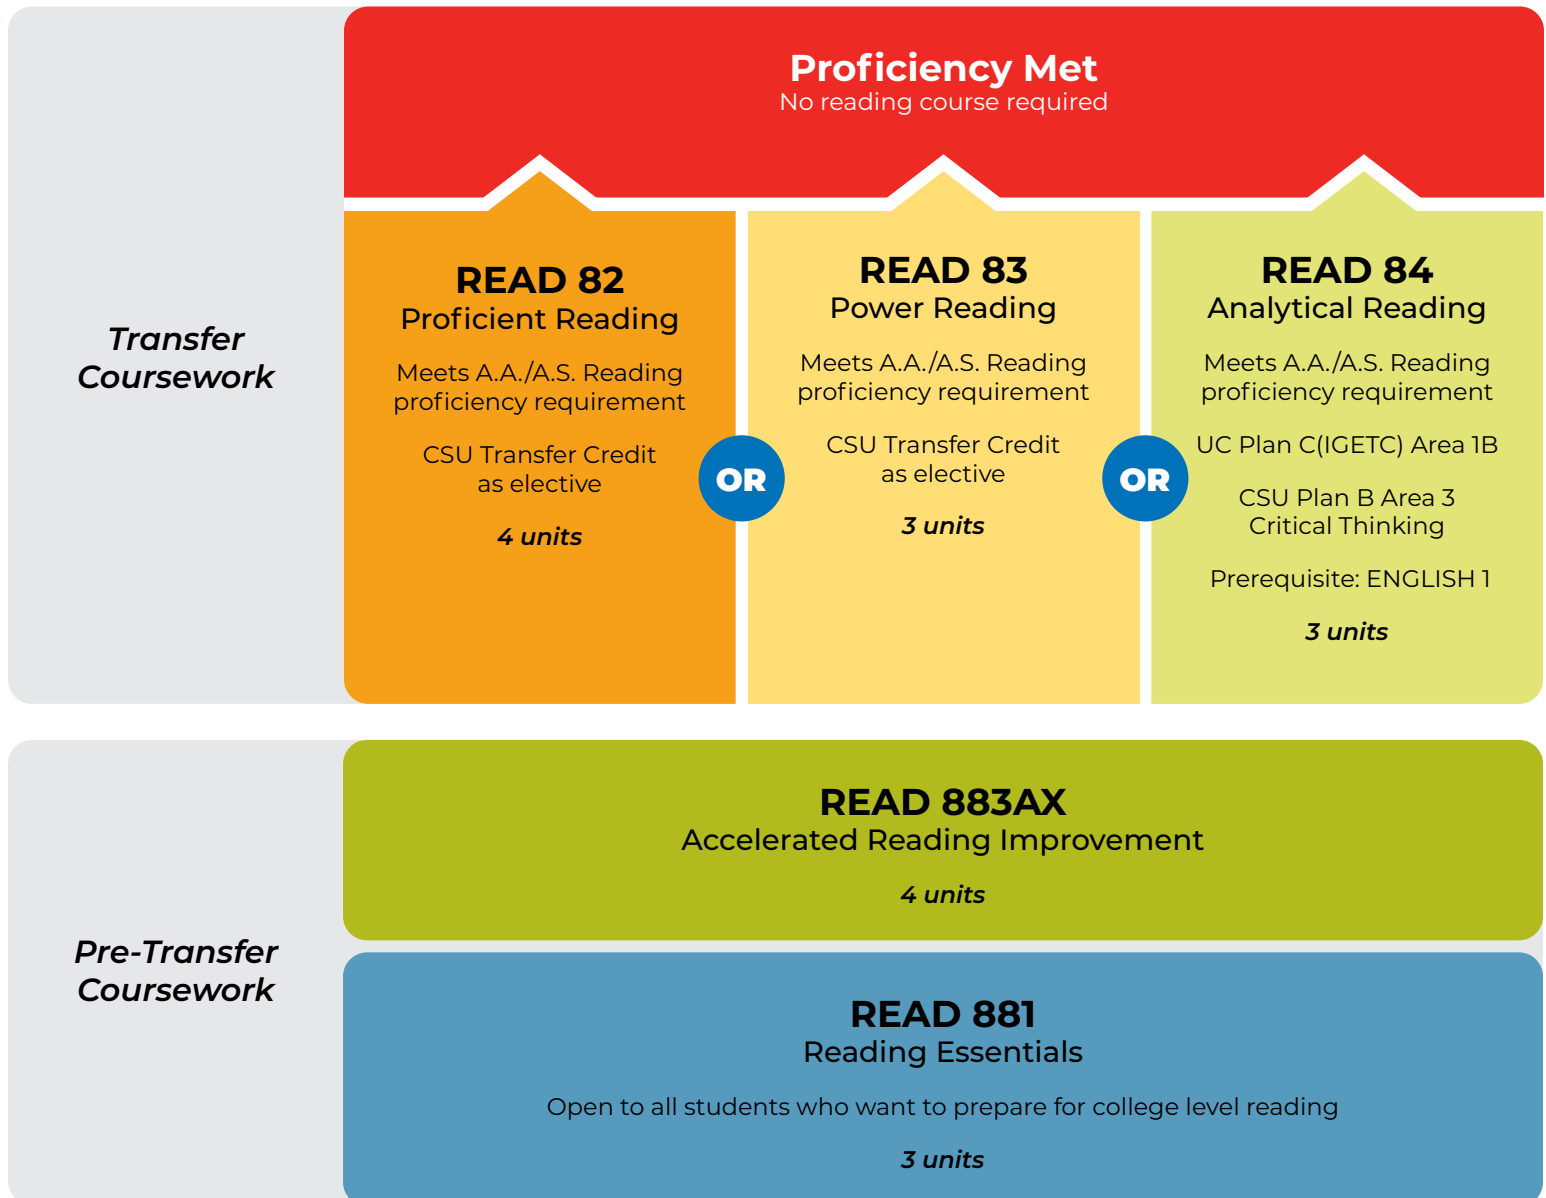 Proficiency Met
No reading course required
Transfer
Coursework
READ 82
Proficient Reading
Meets A.A./A.S. Reading
proficiency requirement
CSU Transfer Credit
as elective
4 units
OR
READ 83
Power Reading
Meets A.A./A.S. Reading
proficiency requirement
CSU Transfer Credit
as elective
3 units
OR
READ 84
Analytical Reading
Meets A.A./A.S. Reading
proficiency requirement
UC Plan C(IGETC) Area 1B
CSU Plan B Area 3
Critical Thinking
Prerequisite: ENGLISH 1
3 units
Pre-Transfer
Coursework
READ 883AX
Accelerated Reading Improvement
4 units
READ 881
Reading Essentials
Open to all students who want to prepare for college level reading
3 units